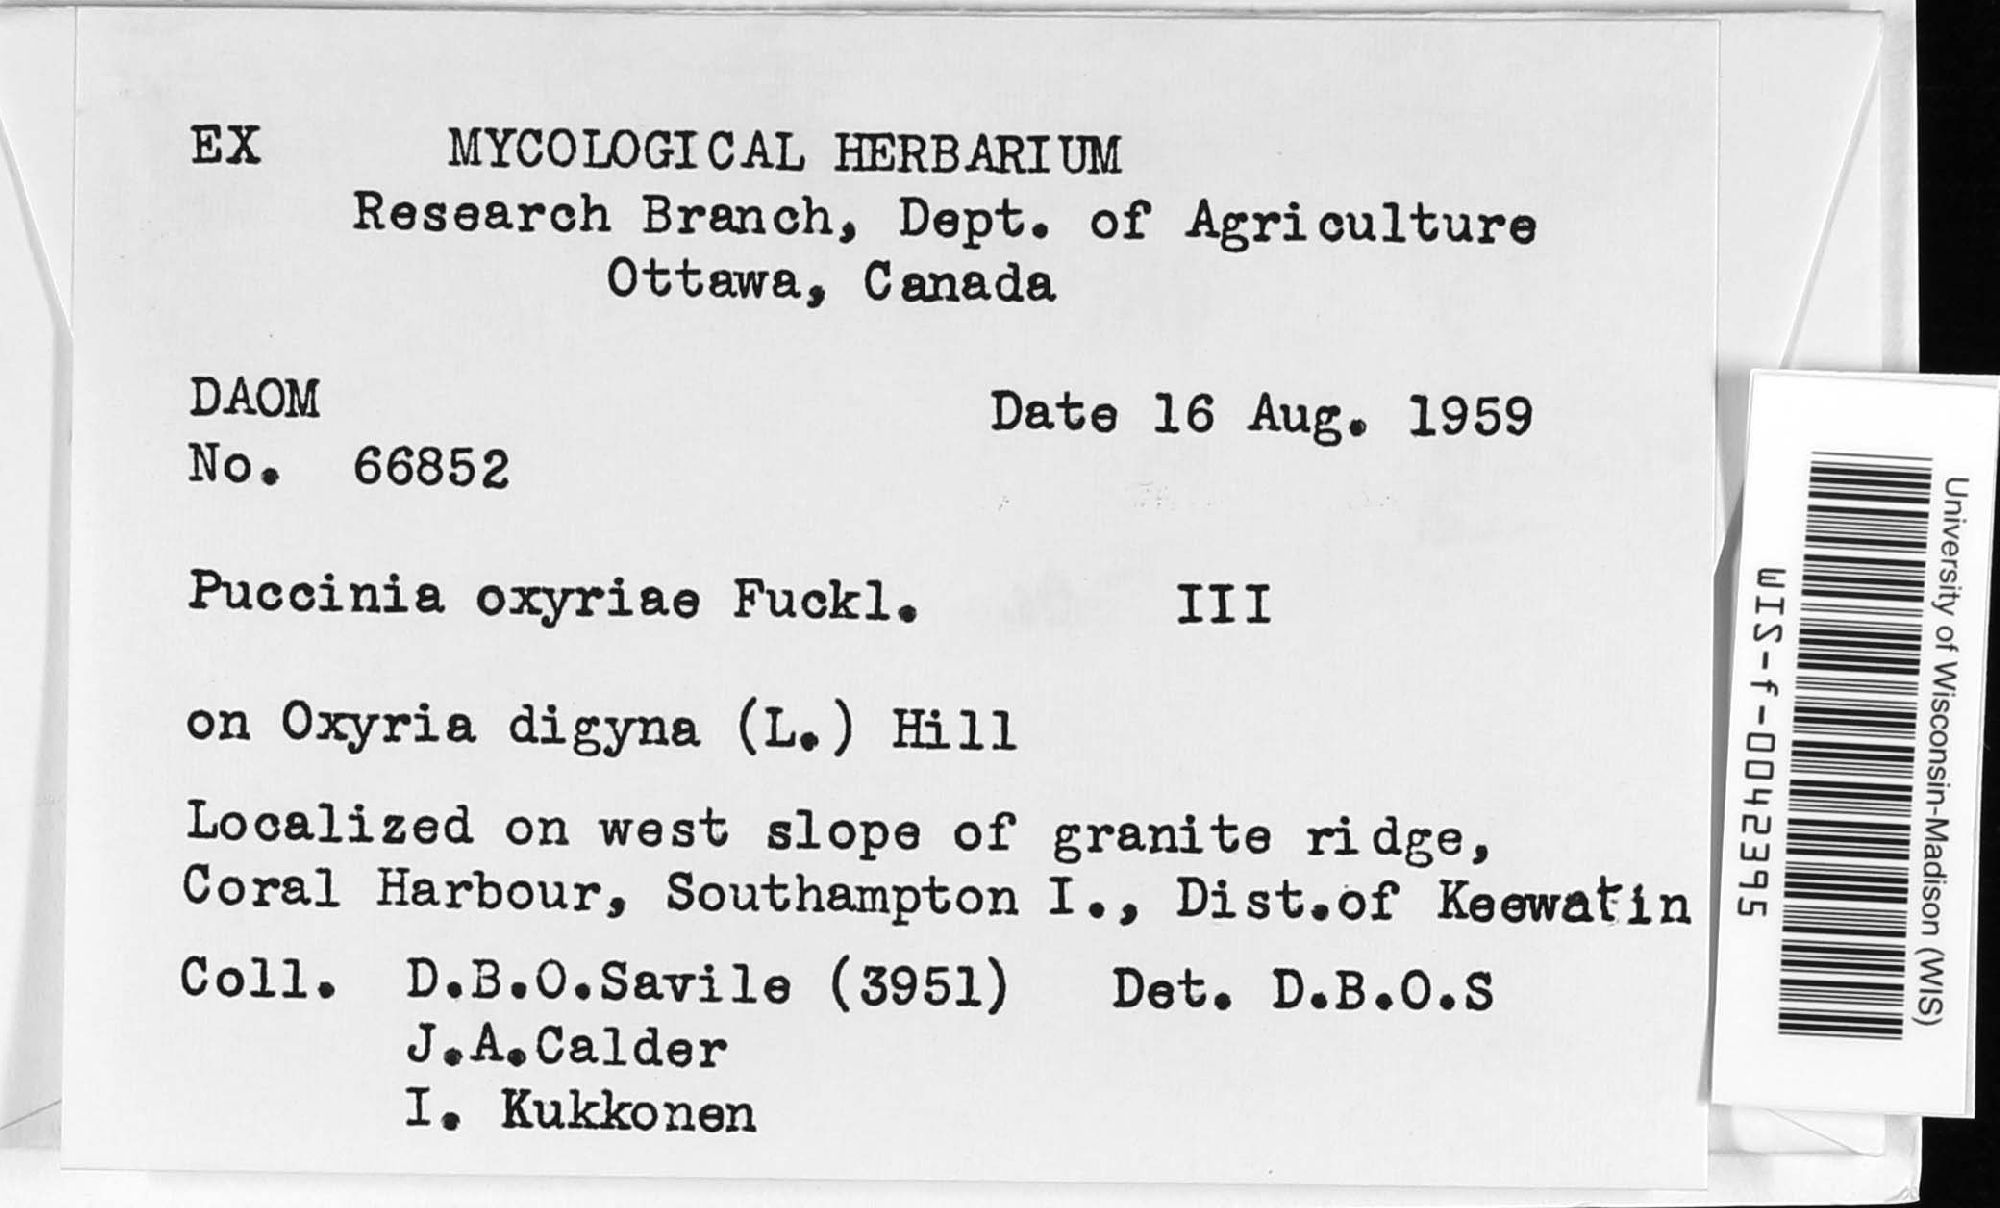 EX MYCOLOGICAL HERBARIUM
Research Branch, Dept. of Agriculture
Ottawa, Canada
DAOM
Date 16 Aug. 1959
No. 66852
Puccinia oxyriae Fuckl. III
on Oxyria digyna (L.) Hill
Localized on west slope of granite ridge,
Coral Harbour, Southampton I., Dist.of Keewatin
Coll. D.B.O.Savile (3951) Det. D.B.O.S
J.A.Calder
I. Kukkonen
University of Wisconsin-Madison (WIS)
WIS-f-0042395